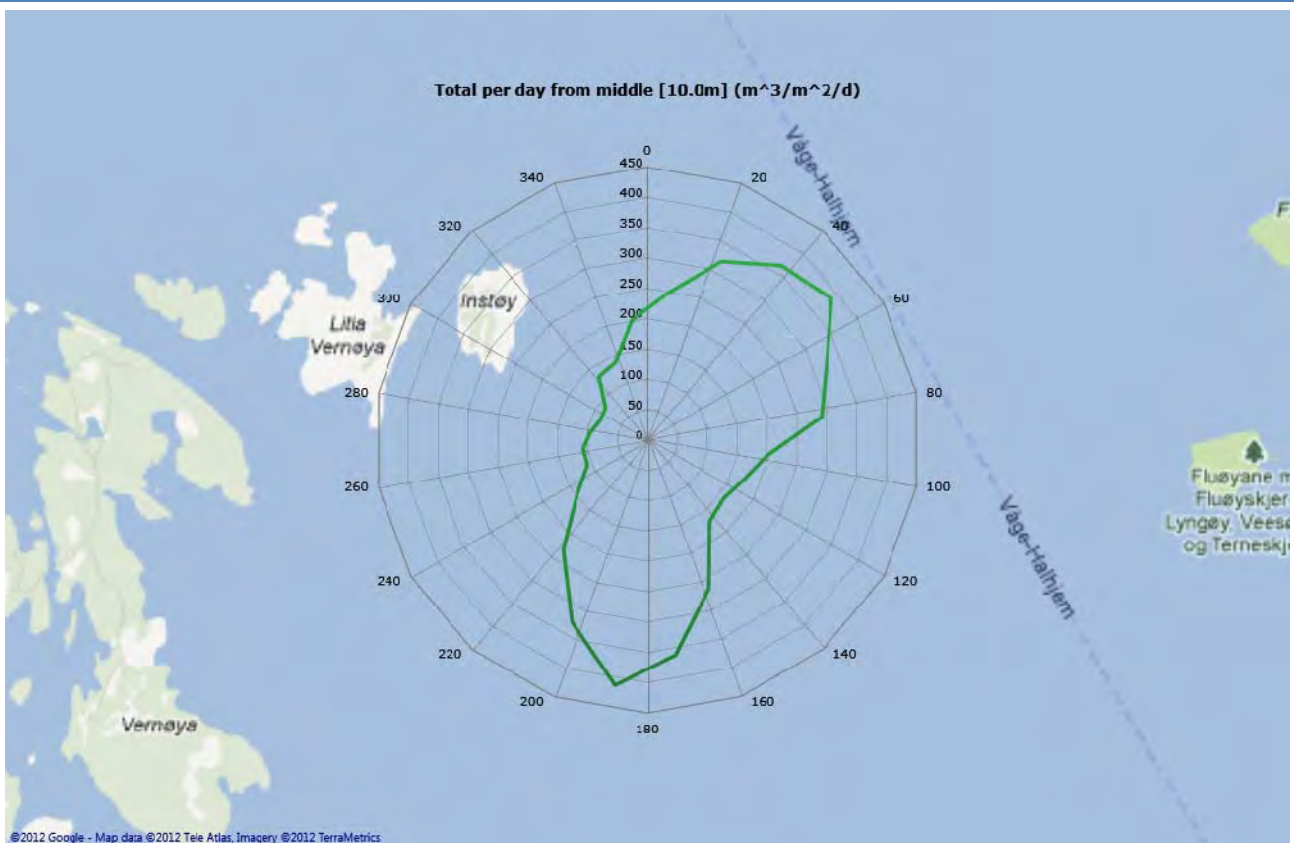 Total per day from middle [10.0m] (m^3/m^2/d)
Våge-Halhjem
0
450
340
20
400
320
350
40
300
300
60
250
200
150
100
50
0
Instøy
Litla
Vernøya
280
80
260
100
Fluøyane
Fluøyskjer
Lyngøy,
og
Våge-Halhjem
240
120
220
140
200
160
180
Vernøya
©2012 Google - Map data ©2012 Tele Atlas, Imagery ©2012 TerraMetrics